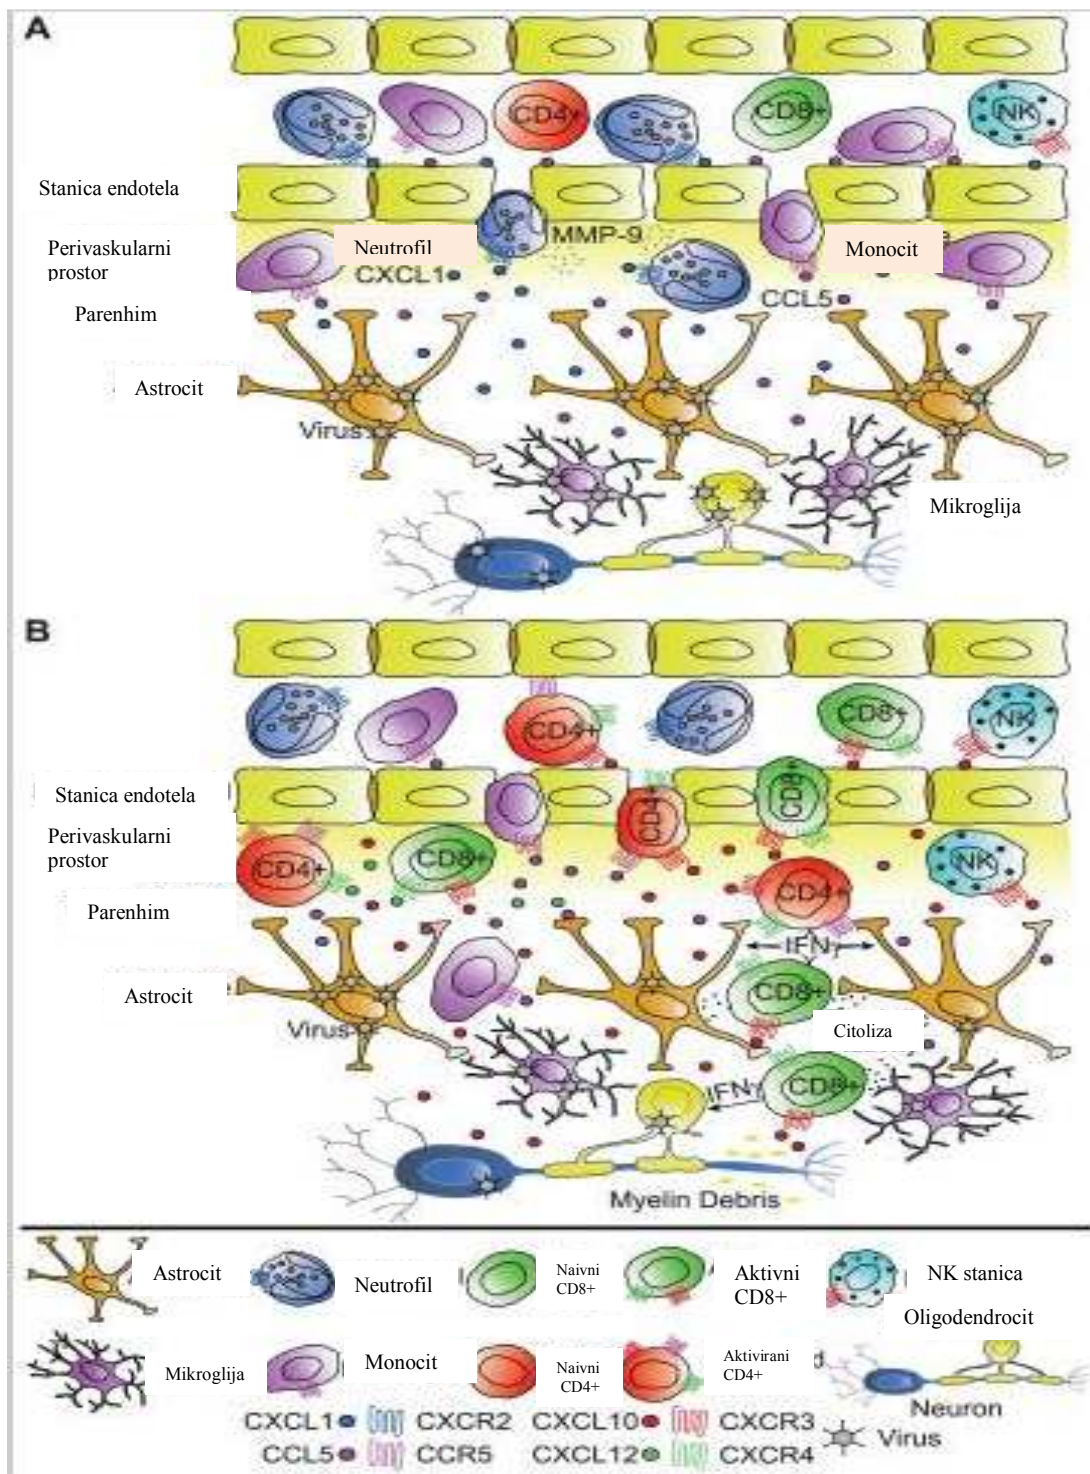 A
CD4+
CD8+
NK
Stanica endotela
MMP-9
Perivaskularni
prostor
Neutrofil
Monocit
CXCL1
CCL5
Parenhim
Astrocit
Virus
Mikroglija
B
CD4+
CD8+
NK
Stanica endotela
CD4+
CD8+
Perivaskularni
prostor
CD4+
CD8+
CD4+
NK
Parenhim
IFNγ
Astrocit
CD8+
Virus
Citoliza
IFNγ
CD8+
Myelin Debris
Astrocit
Neutrofil
Naivni
CD8+
Aktivni
CD8+
NK stanica
Oligodendrocit
Mikroglija
Monocit
Naivni
CD4+
Aktivirani
CD4+
Neuron
CXCL1 CXCR2 CXCL10 CXCR3
Virus
CCL5 CCR5 CXCL12 CXCR4